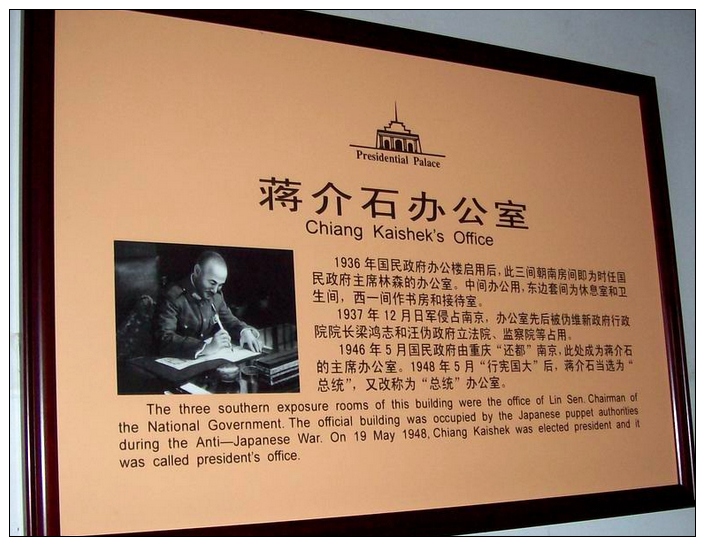 Presidential Palace
蒋介石办公室
Chiang Kaishek's Office
1936 年国民政府办公楼启用后，此三间朝南房间即为时任国
民政府主席林森的办公室。中间办公用，东边套间为休息室和卫
生间，西一间作书房和接待室。
1937 年 12 月日军侵占南京，办公室先后被伪维新政府行政
院院长梁鸿志和汪伪政府立法院、监察院等占用。
1946 年 5 月国民政府由重庆“还都”南京，此处成为蒋介石
的主席办公室。1948 年 5 月“行宪国大”后，蒋介石当选为“
总统”，又改称为“总统”办公室。
The three southern exposure rooms of this building were the office of Lin Sen. Chairman of
the National Government. The official building was occupied by the Japanese puppet authorities
during the Anti—Japanese War. On 19 May 1948, Chiang Kaishek was elected president and it
was called president's office.